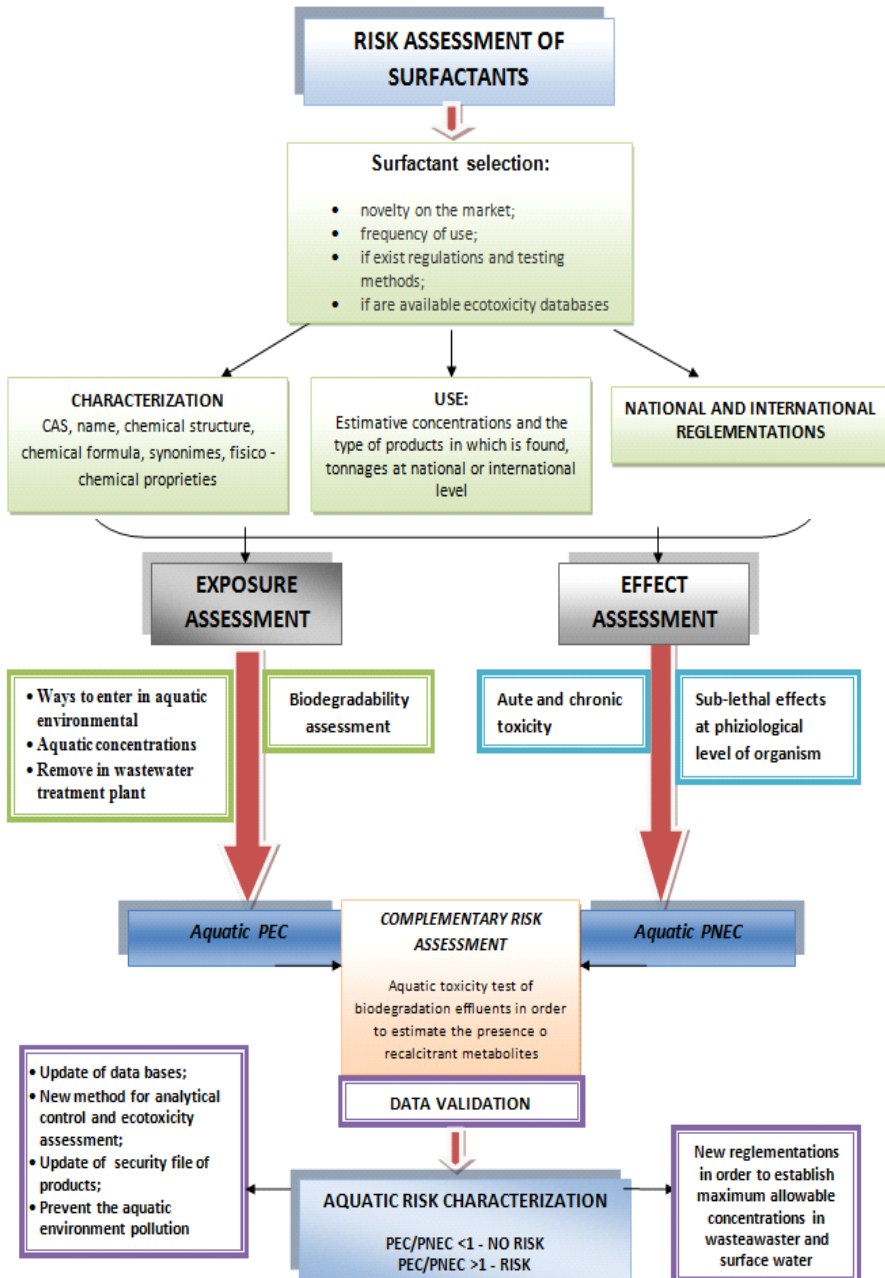 RISK ASSESSMENT OF
SURFACTANTS
Surfactant selection:
• novelty on the market;
• frequency of use;
• if exist regulations and testing
methods;
• if are available ecotoxicity databases
CHARACTERIZATION
CAS, name, chemical structure,
chemical formula, synonimes, fisico -
chemical proprieties
USE:
Estimative concentrations and the
type of products in which is found,
tonnages at national or international
level
NATIONAL AND INTERNATIONAL
REGLEMENTATIONS
EXPOSURE
ASSESSMENT
EFFECT
ASSESSMENT
• Ways to enter in aquatic
environmental
• Aquatic concentrations
• Remove in wastewater
treatment plant
Biodegradability
assessment
Aute and chronic
toxicity
Sub-lethal effects
at phiziological
level of organism
Aquatic PEC
COMPLEMENTARY RISK
ASSESSMENT
Aquatic toxicity test of
biodegradation effluents in order
to estimate the presence o
recalcitrant metabolites
Aquatic PNEC
DATA VALIDATION
• Update of data bases;
• New method for analytical
control and ecotoxicity
assessment;
• Update of security file of
products;
• Prevent the aquatic
environment pollution
AQUATIC RISK CHARACTERIZATION
PEC/PNEC <1 - NO RISK
PEC/PNEC >1 - RISK
New reglementations
in order to establish
maximum allowable
concentrations in
wasteawaster and
surface water